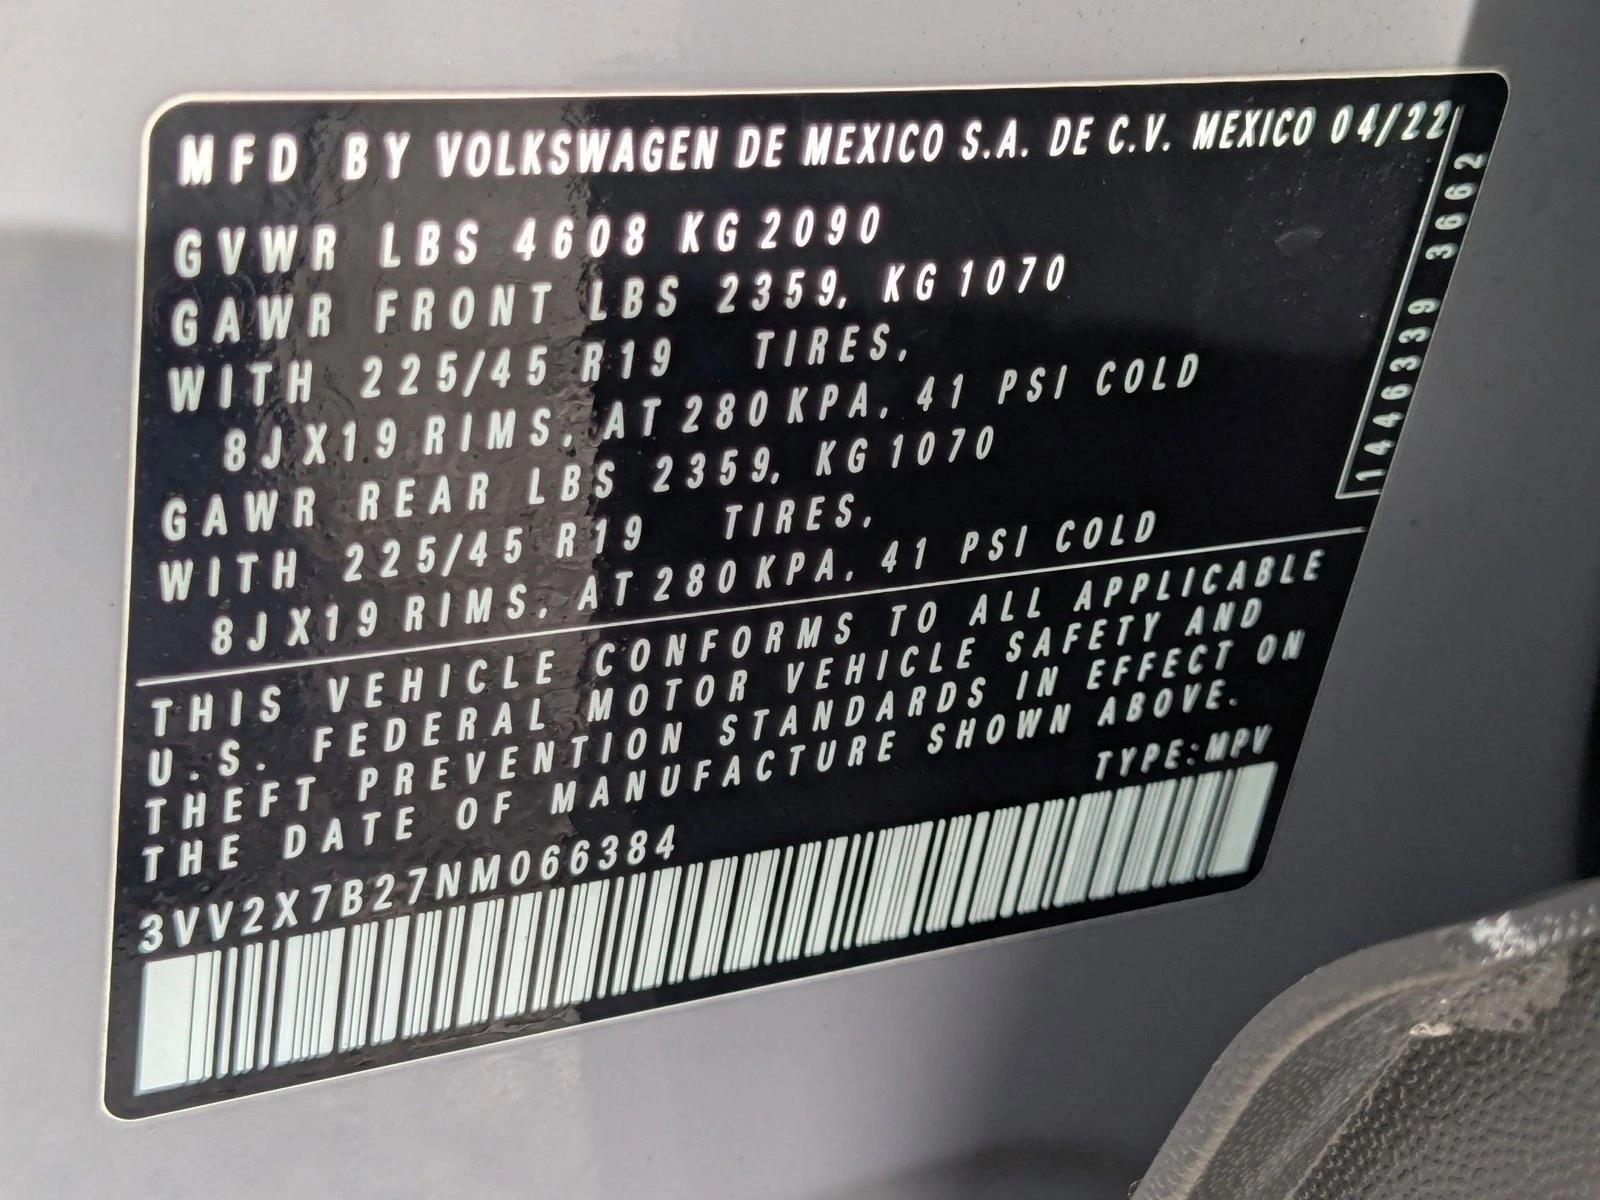 MFD BY VOLKSWAGEN DE MEXICO S.A. DE C.V. MEXICO 04/22
GVWR LBS 4608 KG 2090
GAWR FRONT LBS 2359, KG 1070
WITH 225/45 R19 TIRES,
8JX19 RIMS, AT 280 KPA, 41 PSI COLD
GAWR REAR LBS 2359, KG 1070
WITH 225/45 R19 TIRES,
8JX19 RIMS, AT 280 KPA, 41 PSI COLD
1446339 3662
THIS VEHICLE CONFORMS TO ALL APPLICABLE
U.S. FEDERAL MOTOR VEHICLE SAFETY AND
THEFT PREVENTION STANDARDS IN EFFECT ON
THE DATE OF MANUFACTURE SHOWN ABOVE.
TYPE: MPV
3VV2X7B27NM066384